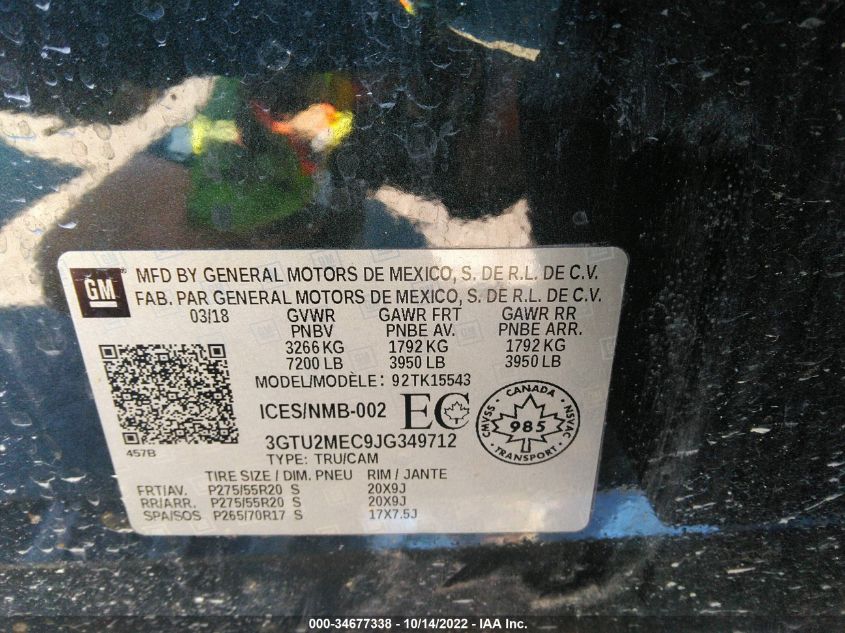 GM
MFD BY GENERAL MOTORS DE MEXICO, S. DE R.L. DE C.V.
FAB. PAR GENERAL MOTORS DE MEXICO, S. DE R.L. DE C.V.
03/18 GVWR GAWR FRT GAWR RR
PNBV PNBE AV. PNBE ARR.
3266 KG 1792 KG 1792 KG
7200 LB 3950 LB 3950 LB
MODEL/MODÈLE: 92TK15543
ICES/NMB-002 EC
CANADA
CMVSS 985 NSVAC
TRANSPORT
3GTU2MEC9JG349712
457B
TYPE: TRU/CAM
TIRE SIZE / DIM. PNEU RIM / JANTE
FRT/AV. P275/55R20 S 20X9J
RR/ARR. P275/55R20 S 20X9J
SPA/SOS P265/70R17 S 17X7.5J
000-34677338 - 10/14/2022 - IAA Inc.